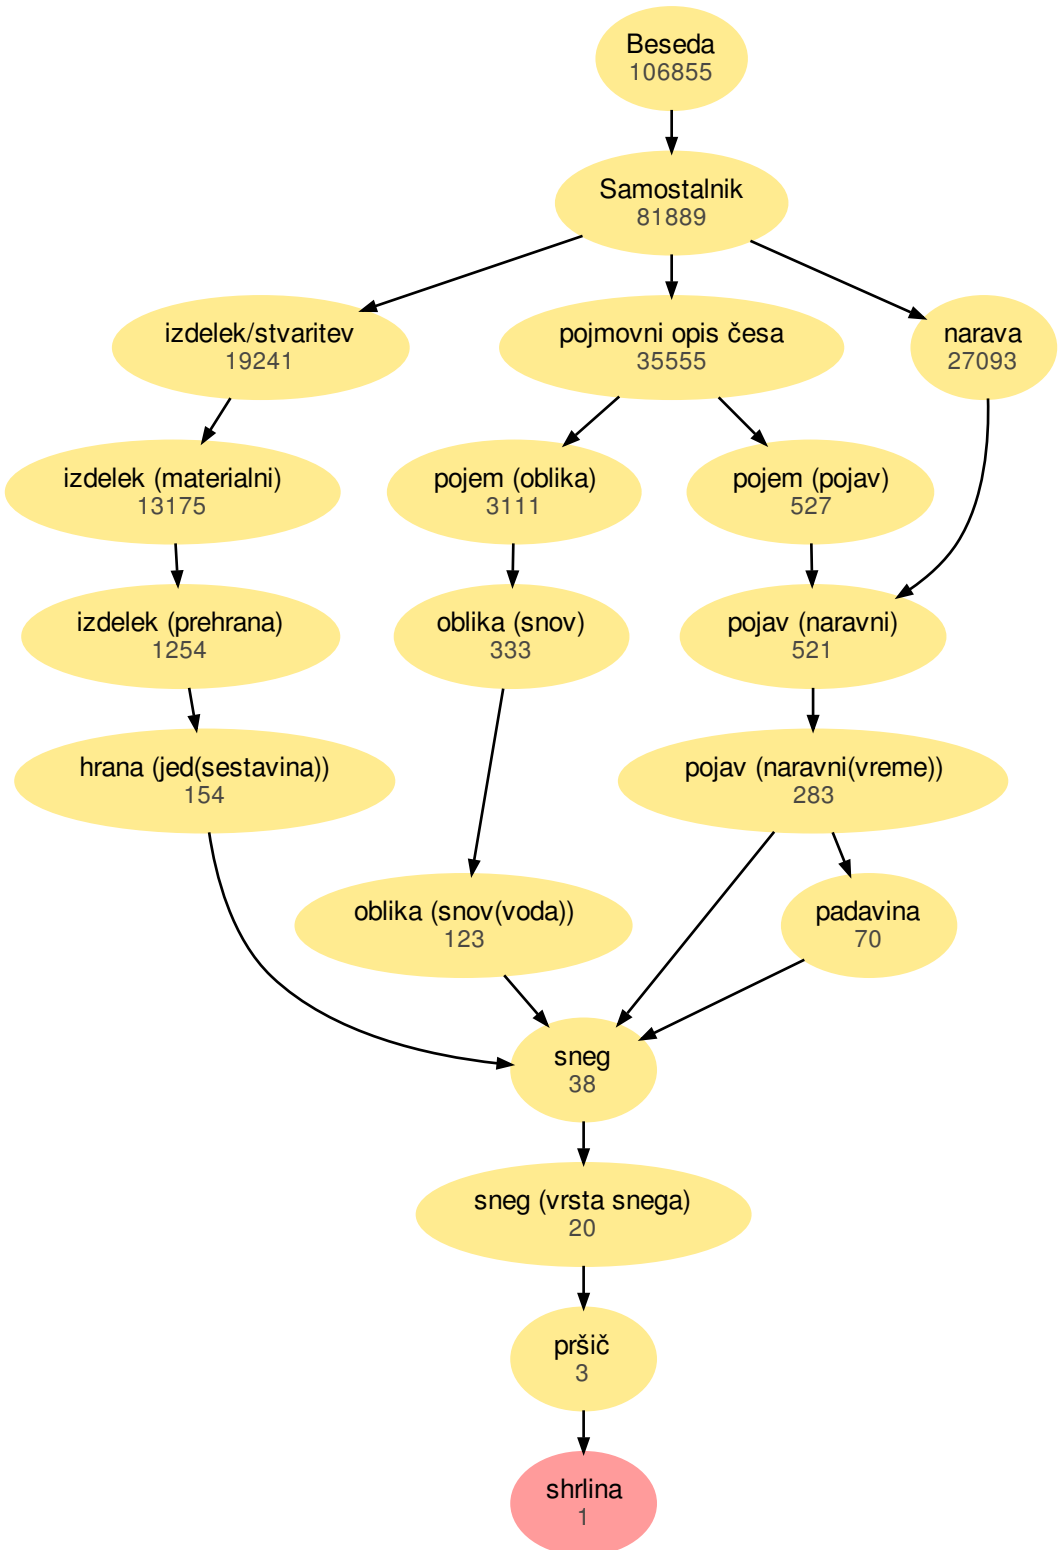 Beseda
106855
Samostalnik
81889
izdelek/stvaritev
19241
pojmovni opis česa
35555
narava
27093
izdelek (materialni)
13175
pojem (oblika)
3111
pojem (pojav)
527
izdelek (prehrana)
1254
oblika (snov)
333
pojav (naravni)
521
hrana (jed(sestavina))
154
pojav (naravni(vreme))
283
oblika (snov(voda))
123
padavina
70
sneg
38
sneg (vrsta snega)
20
pršič
3
shrlina
1